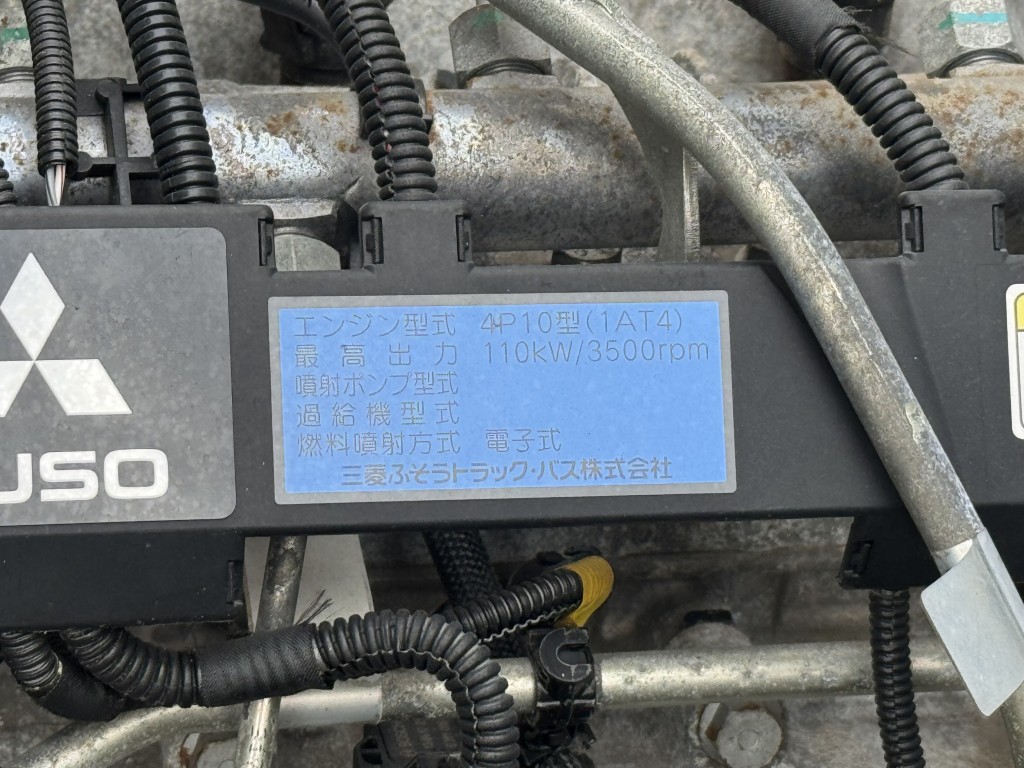 USO
エンジン型式 4P10型(1AT4)
最高出力 110kW/3500rpm
噴射ポンプ型式
過給機型式
燃料噴射方式 電子式
三菱ふそうトラック・バス株式会社